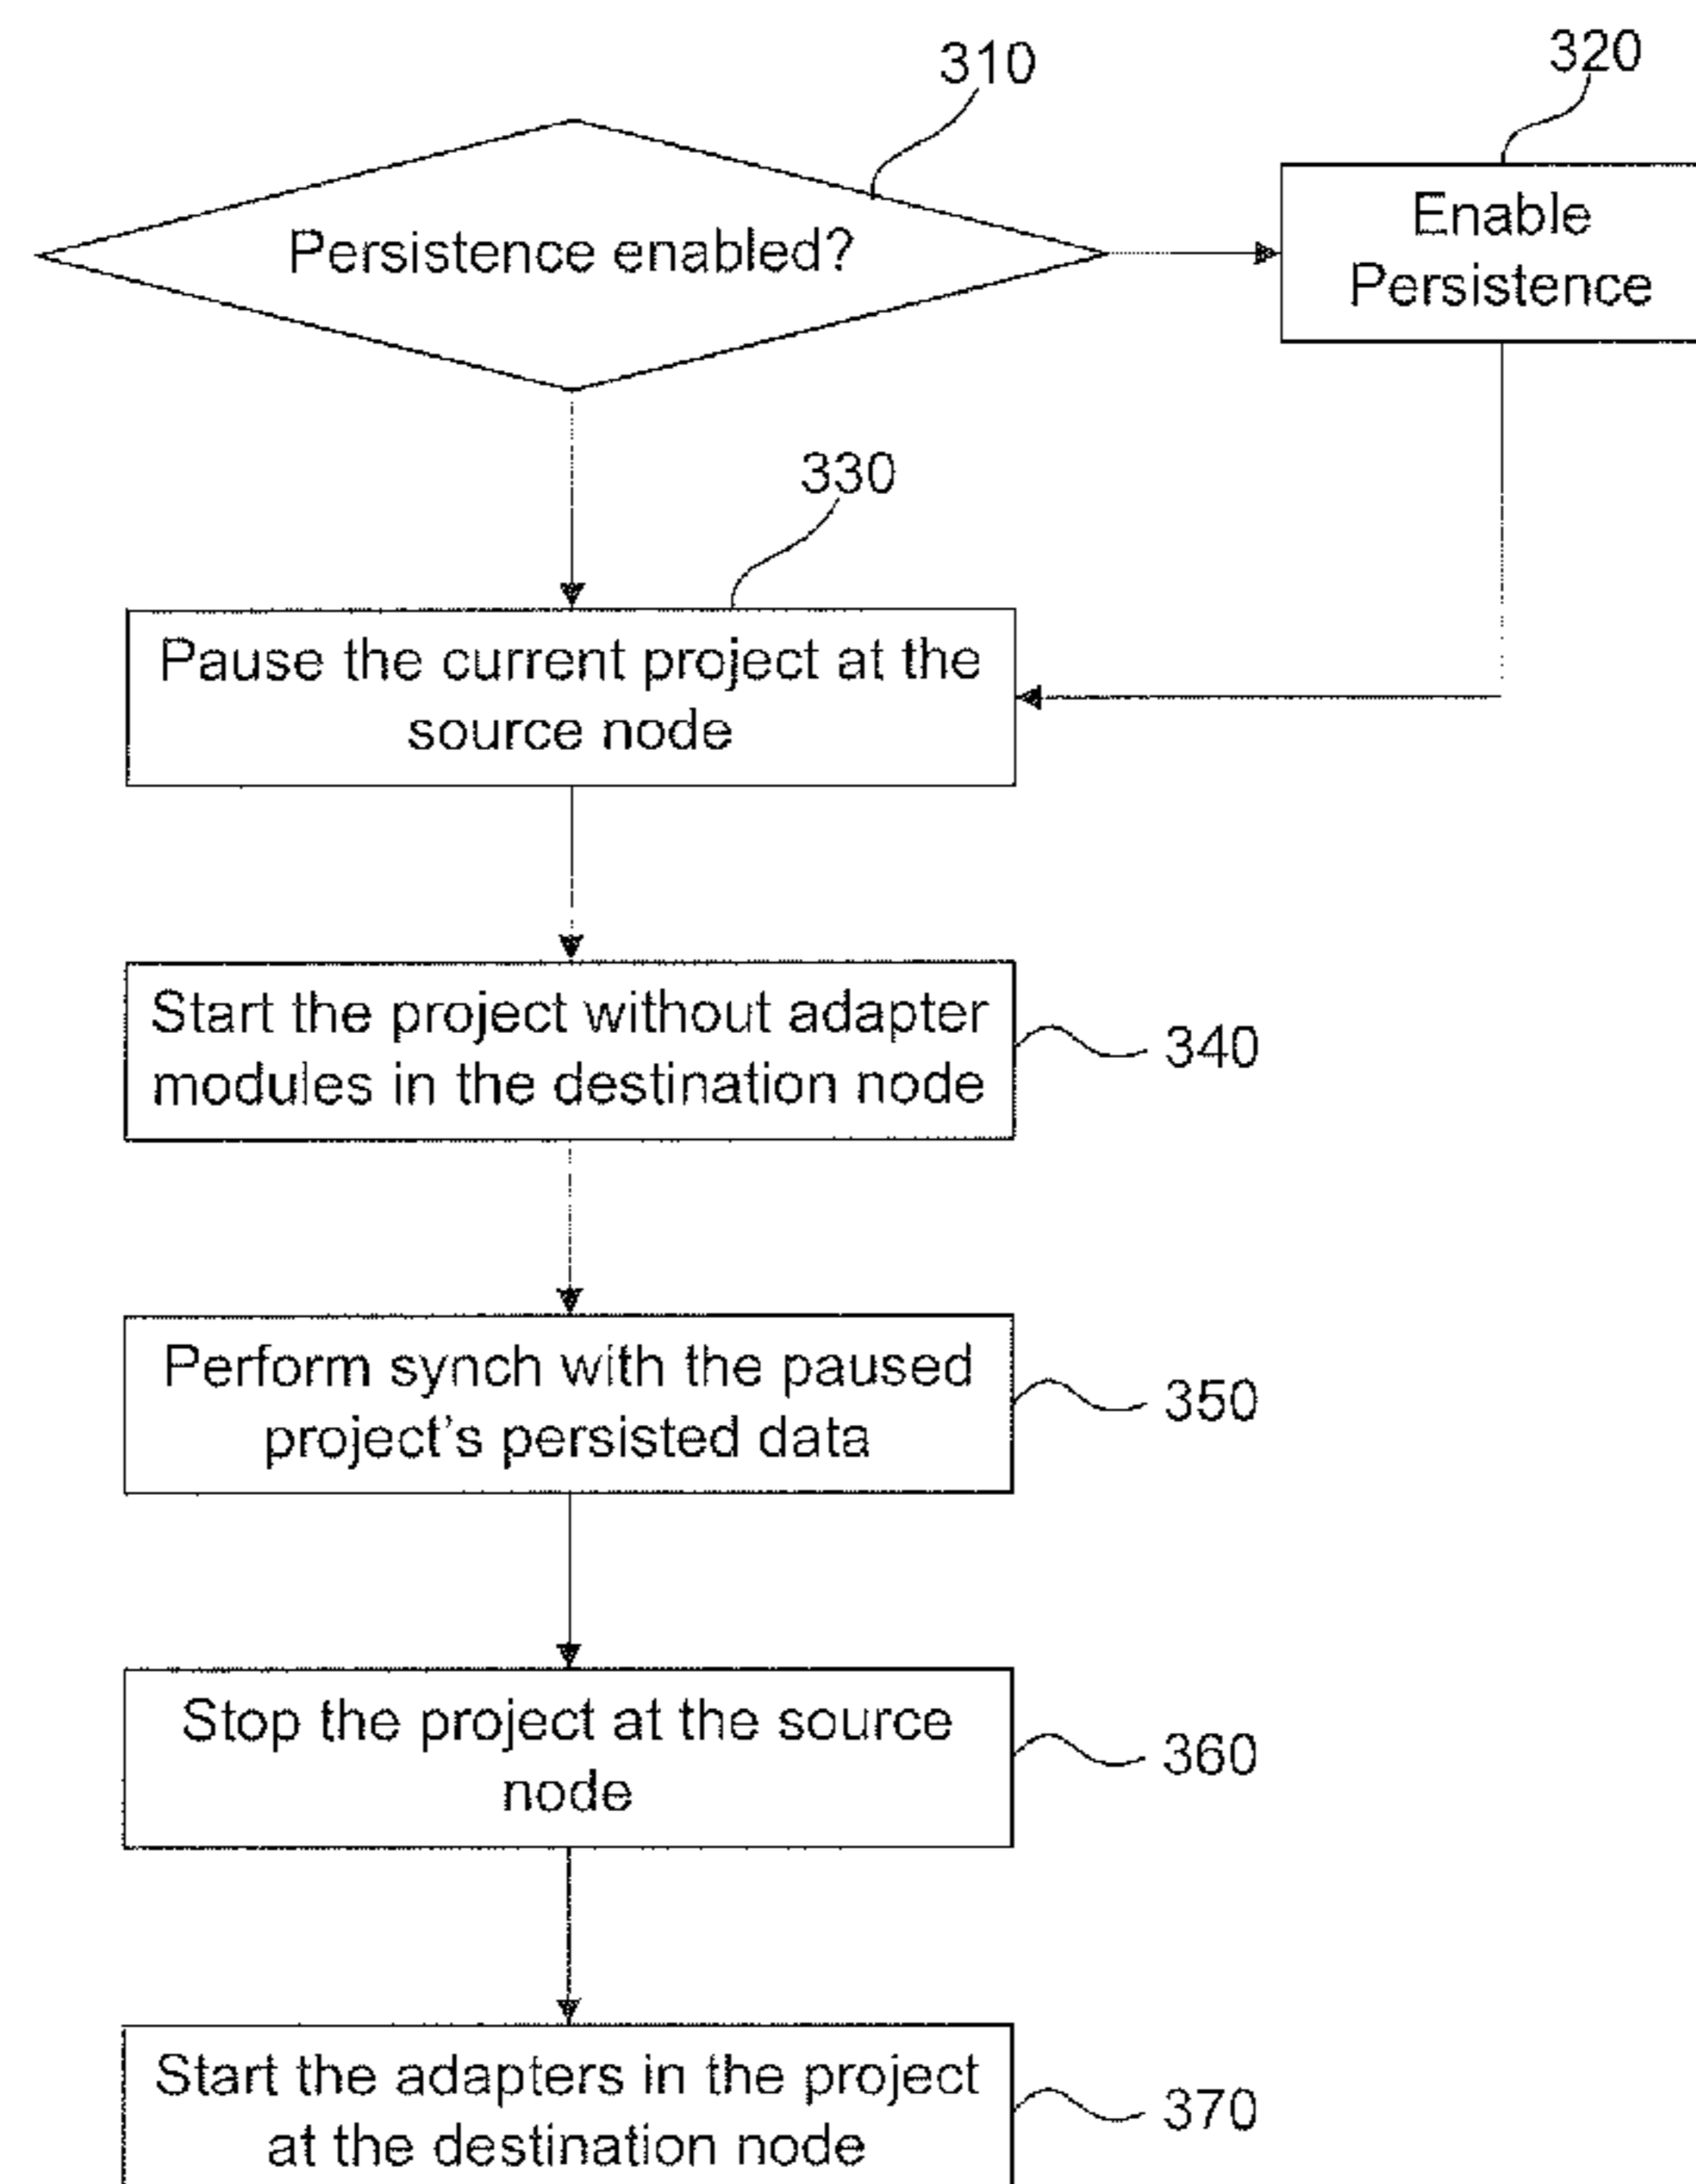 310
320
Persistence enabled?
Enable
Persistence
330
Pause the current project at the
source node
Start the project without adapter
modules in the destination node
340
Perform synch with the paused
project's persisted data
350
Stop the project at the source
node
360
Start the adapters in the project
at the destination node
370